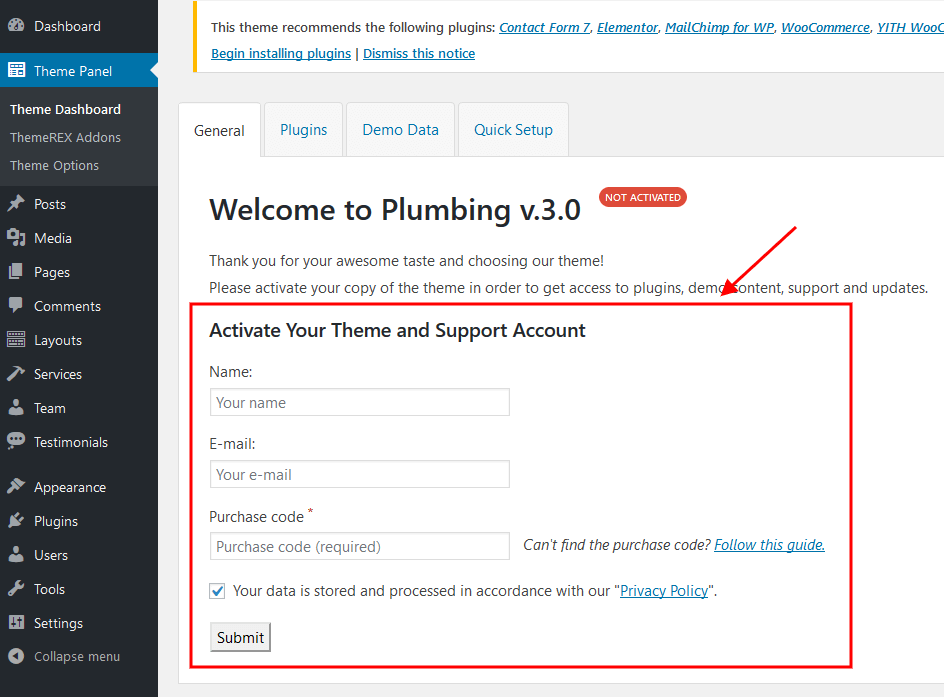 Dashboard
Theme Panel
Theme Dashboard
ThemeREX Addons
Theme Options
Posts
Media
Pages
Comments
Layouts
Services
Team
Testimonials
Appearance
Plugins
Users
Tools
Settings
Collapse menu
This theme recommends the following plugins: Contact Form 7, Elementor, MailChimp for WP, WooCommerce, YITH WooC
Begin installing plugins | Dismiss this notice
General Plugins Demo Data Quick Setup
Welcome to Plumbing v.3.0 NOT ACTIVATED
Thank you for your awesome taste and choosing our theme!
Please activate your copy of the theme in order to get access to plugins, demo content, support and updates.
Activate Your Theme and Support Account
Name:
Your name
E-mail:
Your e-mail
Purchase code *
Purchase code (required) Can't find the purchase code? Follow this guide.
Your data is stored and processed in accordance with our "Privacy Policy".
Submit